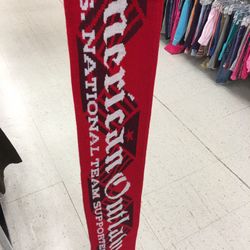 merican Outlaw
S. NATIONAL TEAM SUPPORTE